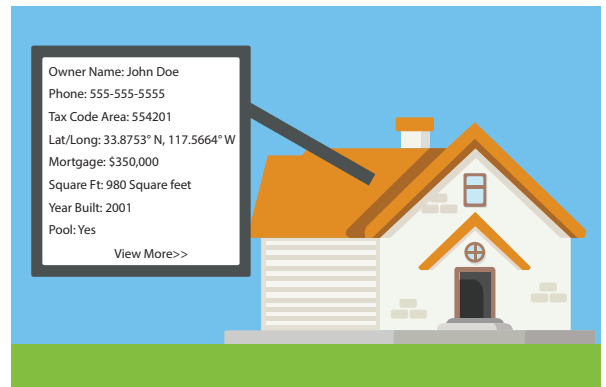 Owner Name: John Doe
Phone: 555-555-5555
Tax Code Area: 554201
Lat/Long: 33.8753° N, 117.5664° W
Mortgage: $350,000
Square Ft: 980 Square feet
Year Built: 2001
Pool: Yes
View More>>